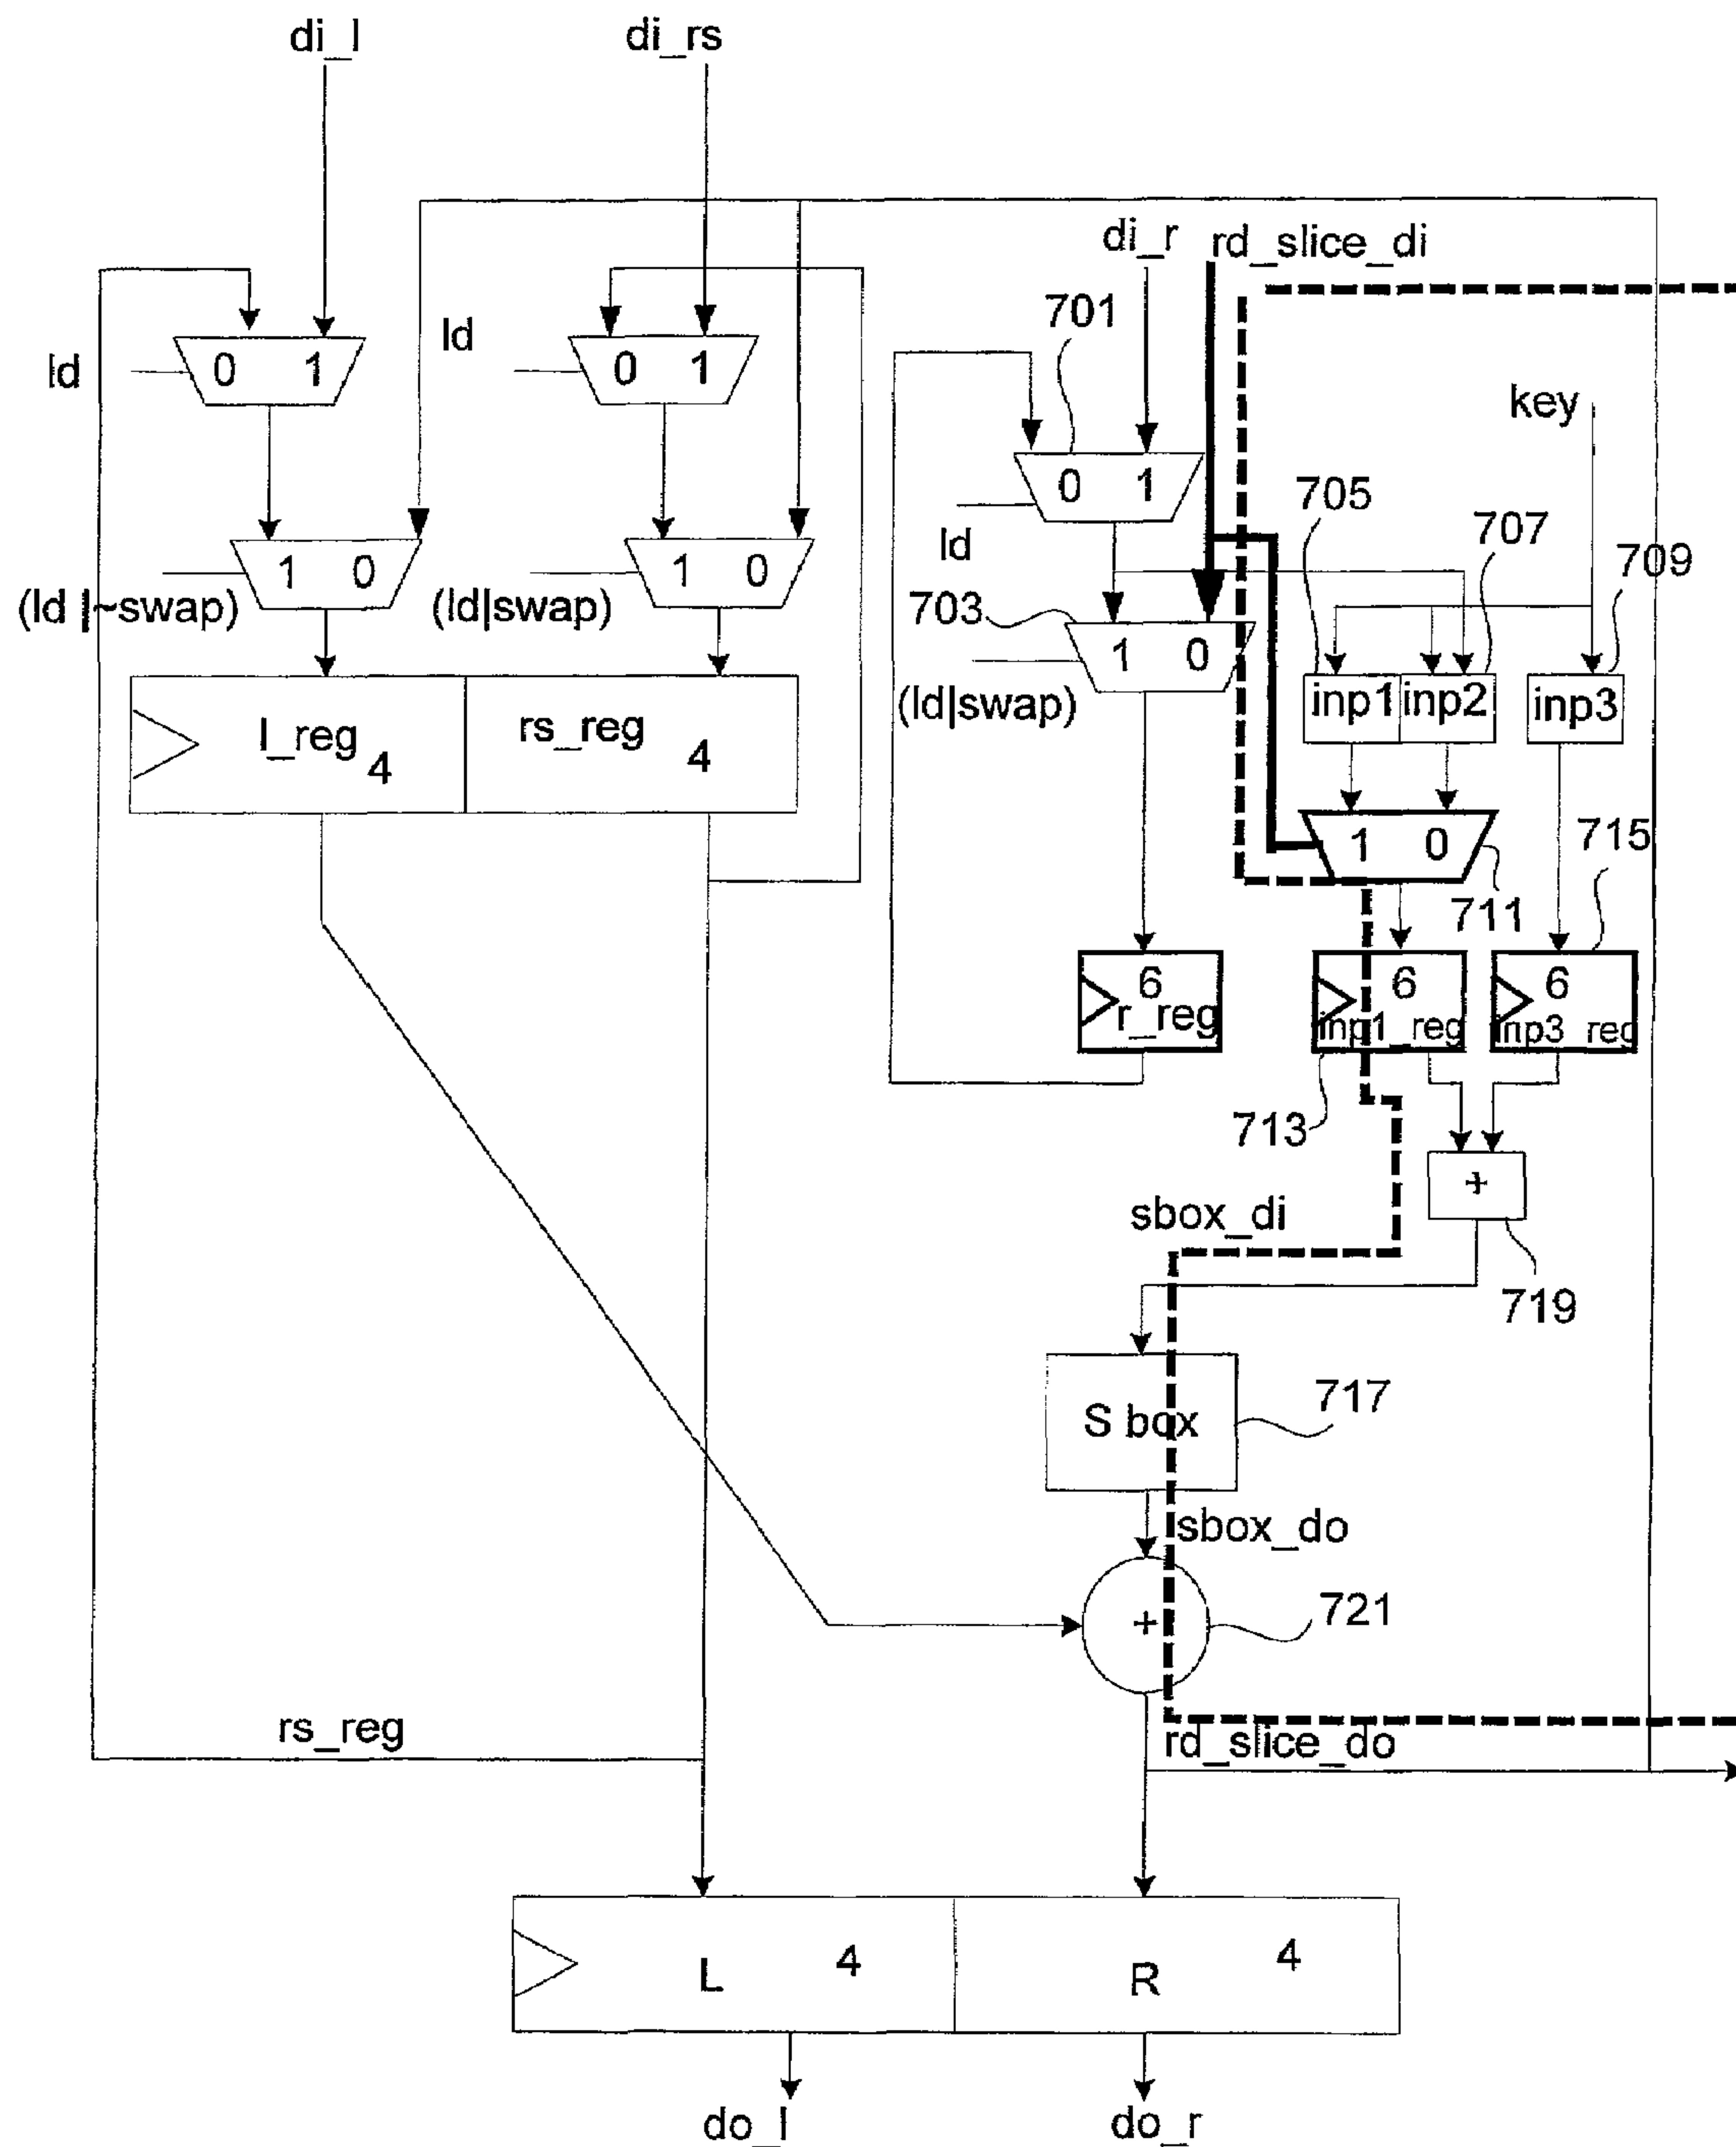 di_l
di_rs
di_r
rd_slice_di
701
ld
0 1
ld
0 1
key
0 1
705
707
ld
709
1 0
(ld |~swap)
1 0
(ld|swap)
703
1 0
(ld|swap)
inp1
inp2
inp3
l_reg 4
rs_reg 4
1 0
715
711
6
r_reg
6
inp1_reg
6
inp3_reg
713
+
sbox_di
719
S box
717
sbox_do
+
721
rs_reg
rd_slice_do
L 4
R 4
do_l
do_r